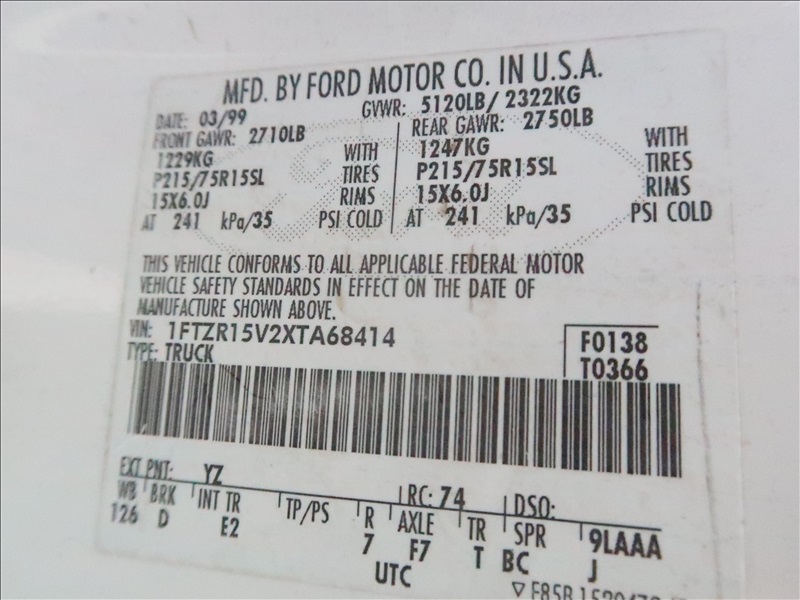 MFD. BY FORD MOTOR CO. IN U.S.A.
DATE: 03/99 GVWR: 5120LB/ 2322KG
FRONT GAWR: 2710LB REAR GAWR: 2750LB
1229KG WITH 1247KG WITH
P215/75R15SL TIRES P215/75R15SL TIRES
15X6.0J RIMS 15X6.0J RIMS
AT 241 kPa/35 PSI COLD AT 241 kPa/35 PSI COLD
THIS VEHICLE CONFORMS TO ALL APPLICABLE FEDERAL MOTOR
VEHICLE SAFETY STANDARDS IN EFFECT ON THE DATE OF
MANUFACTURE SHOWN ABOVE.
VIN: 1FTZR15V2XTA68414 F0138
TYPE: TRUCK T0366
EXT PNT: YZ RC: 74 DSO:
WB BRK INT TR TP/PS R AXLE TR SPR 9LAAA
126 D E2 7 F7 T BC J
UTC